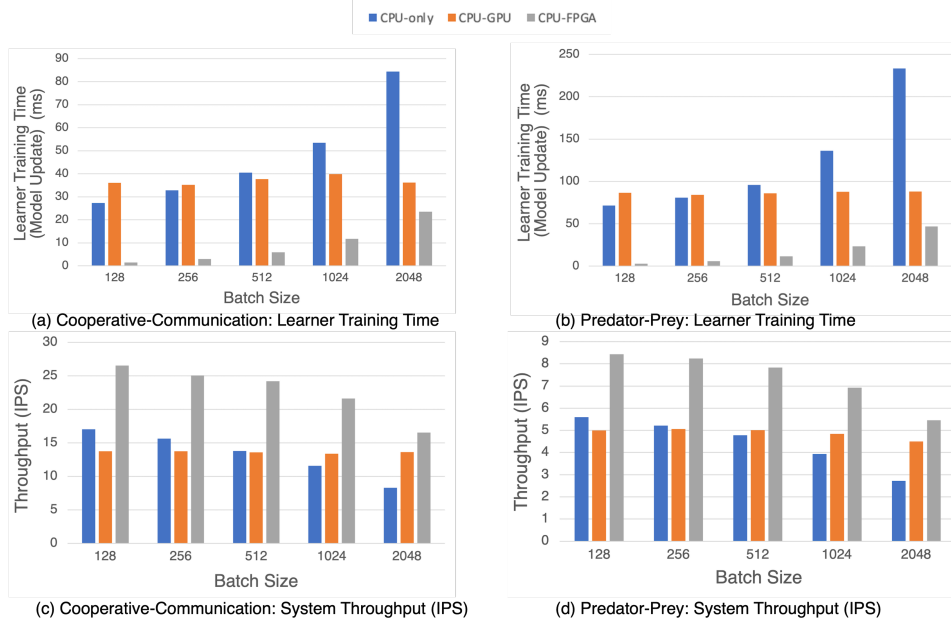 CPU-only CPU-GPU CPU-FPGA
Learner Training Time
(Model Update) (ms)
90
80
70
60
50
40
30
20
10
0
128 256 512 1024 2048
Batch Size
(a) Cooperative-Communication: Learner Training Time
Learner Training Time
(Model Update) (ms)
250
200
150
100
50
0
128 256 512 1024 2048
Batch Size
(b) Predator-Prey: Learner Training Time
Throughput (IPS)
30
25
20
15
10
5
0
128 256 512 1024 2048
Batch Size
(c) Cooperative-Communication: System Throughput (IPS)
Throughput (IPS)
9
8
7
6
5
4
3
2
1
0
128 256 512 1024 2048
Batch Size
(d) Predator-Prey: System Throughput (IPS)